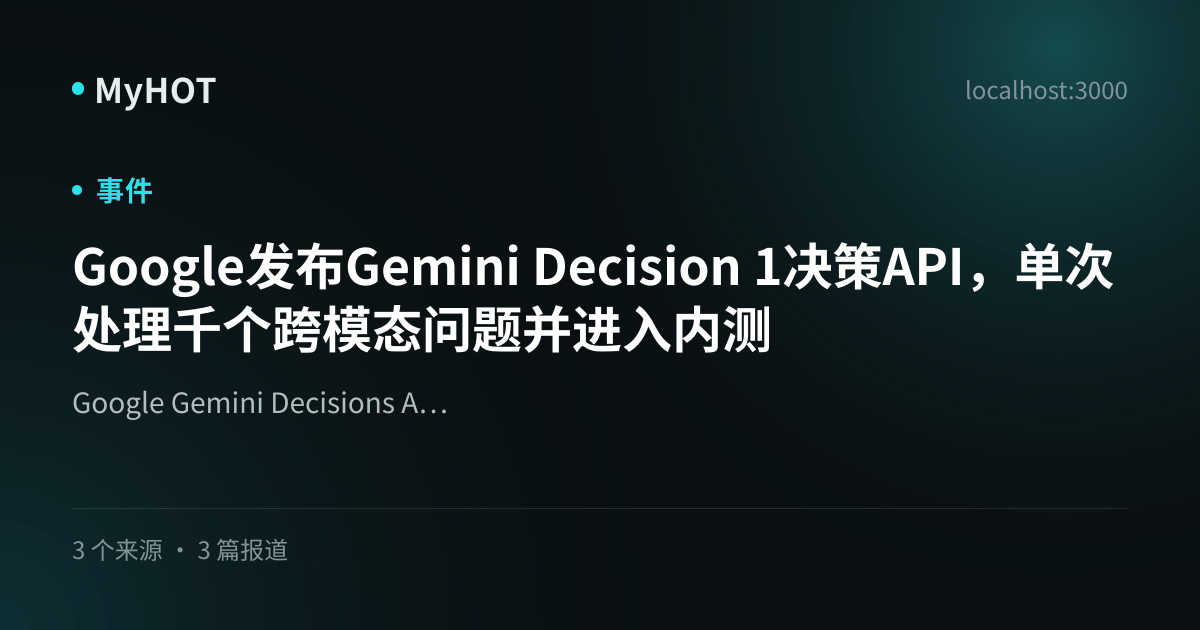 MyHOT
localhost:3000
事件
Google发布Gemini Decision 1决策API，单次
处理千个跨模态问题并进入内测
Google Gemini Decisions A…
3 个来源 · 3 篇报道